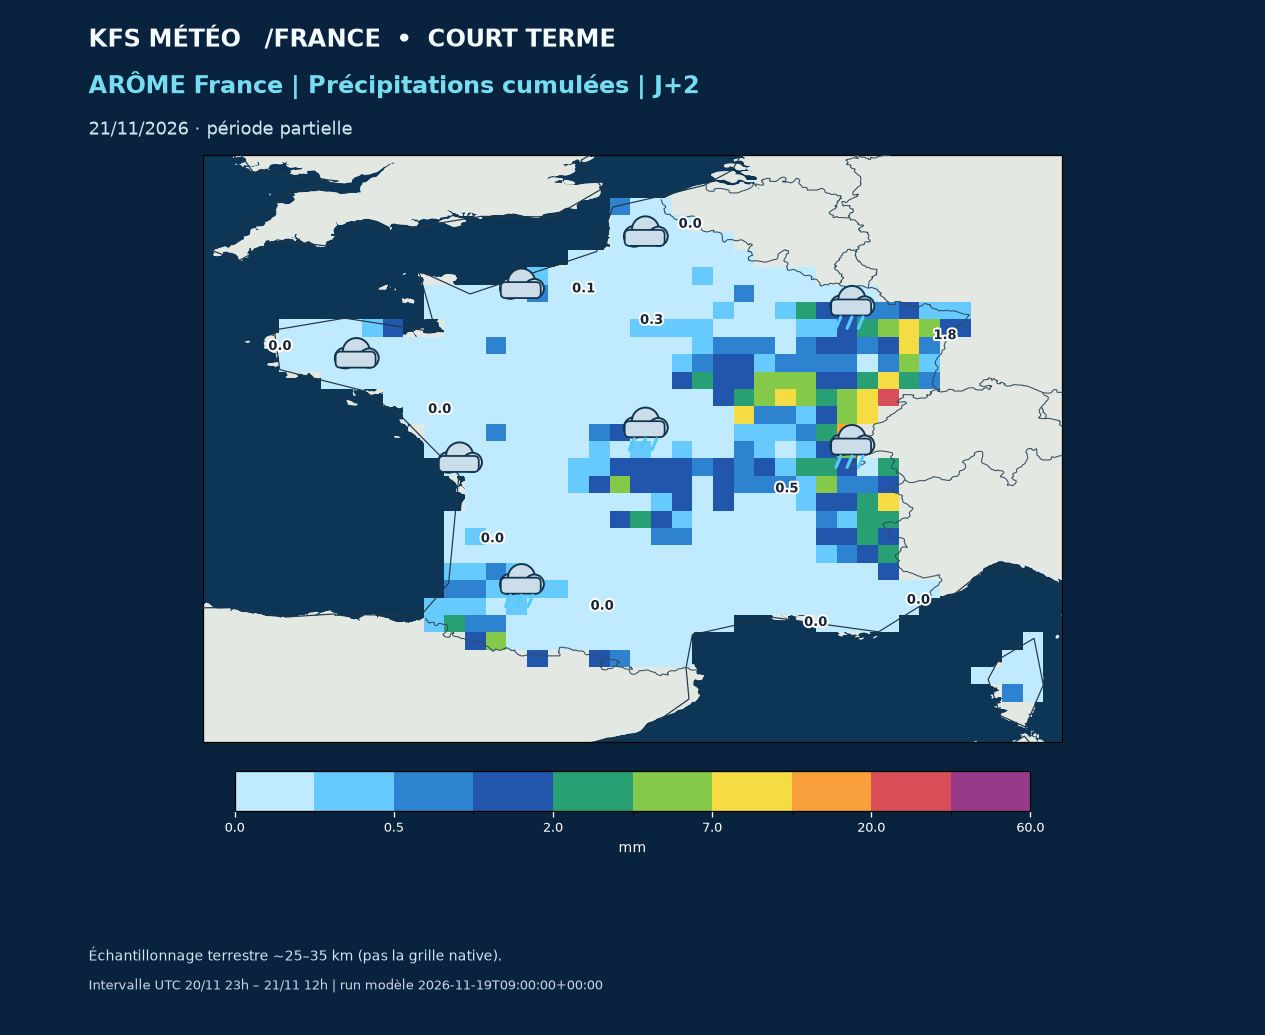 KFS MÉTÉO /FRANCE • COURT TERME
ARÔME France | Précipitations cumulées | J+2
21/11/2026 · période partielle
0.0
0.1
0.3
1.8
0.0
0.0
0.5
0.0
0.0
0.0
0.0
0.0 0.5 2.0 7.0 20.0 60.0
mm
Échantillonnage terrestre ~25–35 km (pas la grille native).
Intervalle UTC 20/11 23h – 21/11 12h | run modèle 2026-11-19T09:00:00+00:00